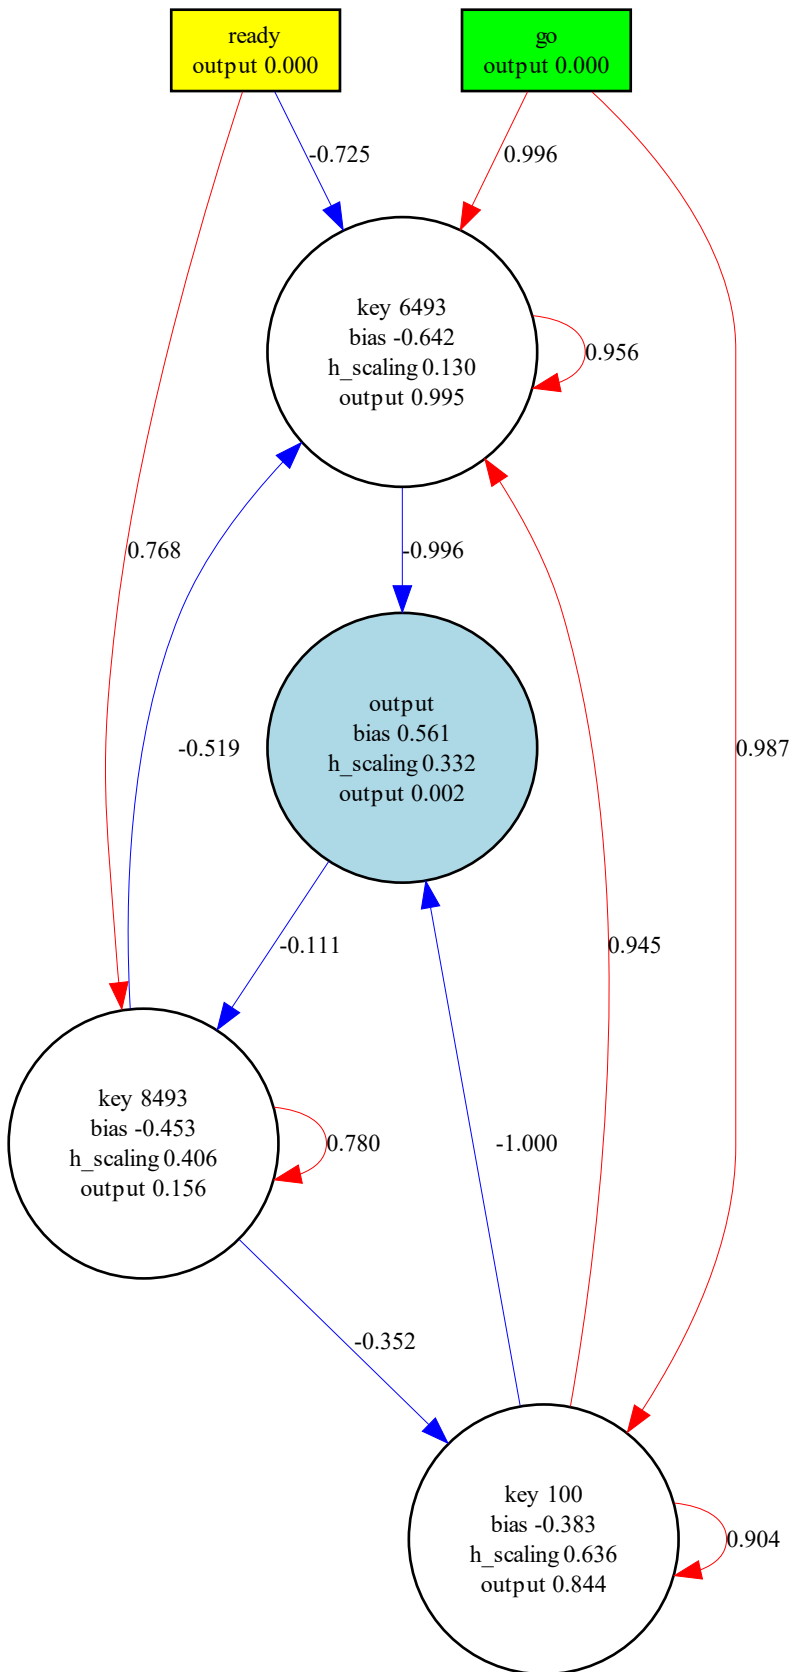 ready
output 0.000
go
output 0.000
-0.725
0.996
key 6493
bias -0.642
h_scaling 0.130
output 0.995
0.956
0.768
-0.996
output
bias 0.561
h_scaling 0.332
output 0.002
-0.519
0.987
-0.111
0.945
key 8493
bias -0.453
h_scaling 0.406
output 0.156
0.780
-1.000
-0.352
key 100
bias -0.383
h_scaling 0.636
output 0.844
0.904